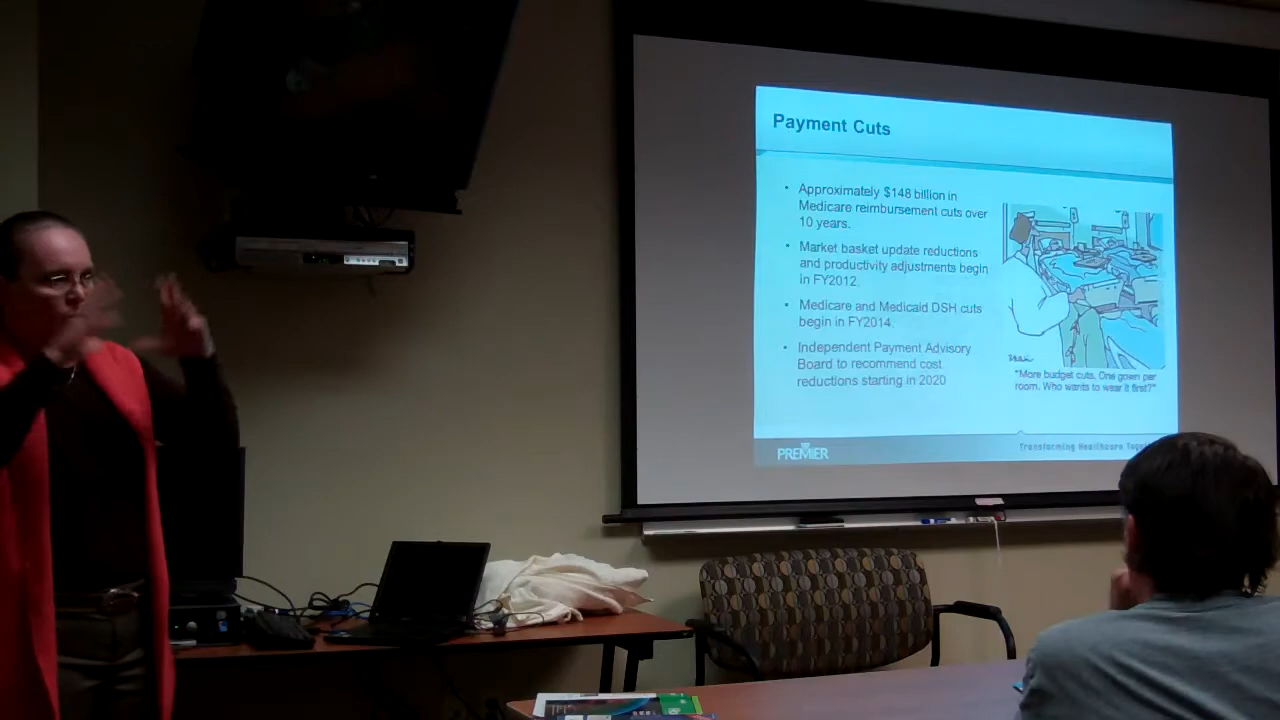 Payment Cuts
• Approximately $148 billion in
Medicare reimbursement cuts over
10 years.
• Market basket update reductions
and productivity adjustments begin
in FY2012.
• Medicare and Medicaid DSH cuts
begin in FY2014.
• Independent Payment Advisory
Board to recommend cost
reductions starting in 2020
"More budget cuts. One gown per
room. Who wants to wear it first?"
PREMIER
Transforming Healthcare